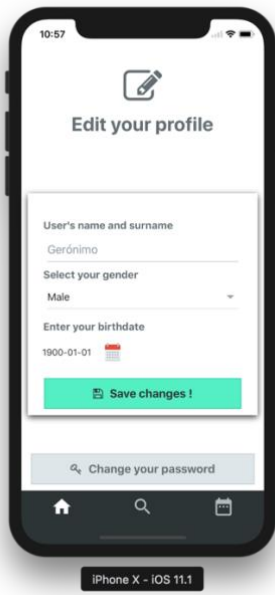 10:57
Edit your profile
User's name and surname
Gerónimo
Select your gender
Male
Enter your birthdate
1900-01-01
Save changes !
Change your password
iPhone X - iOS 11.1